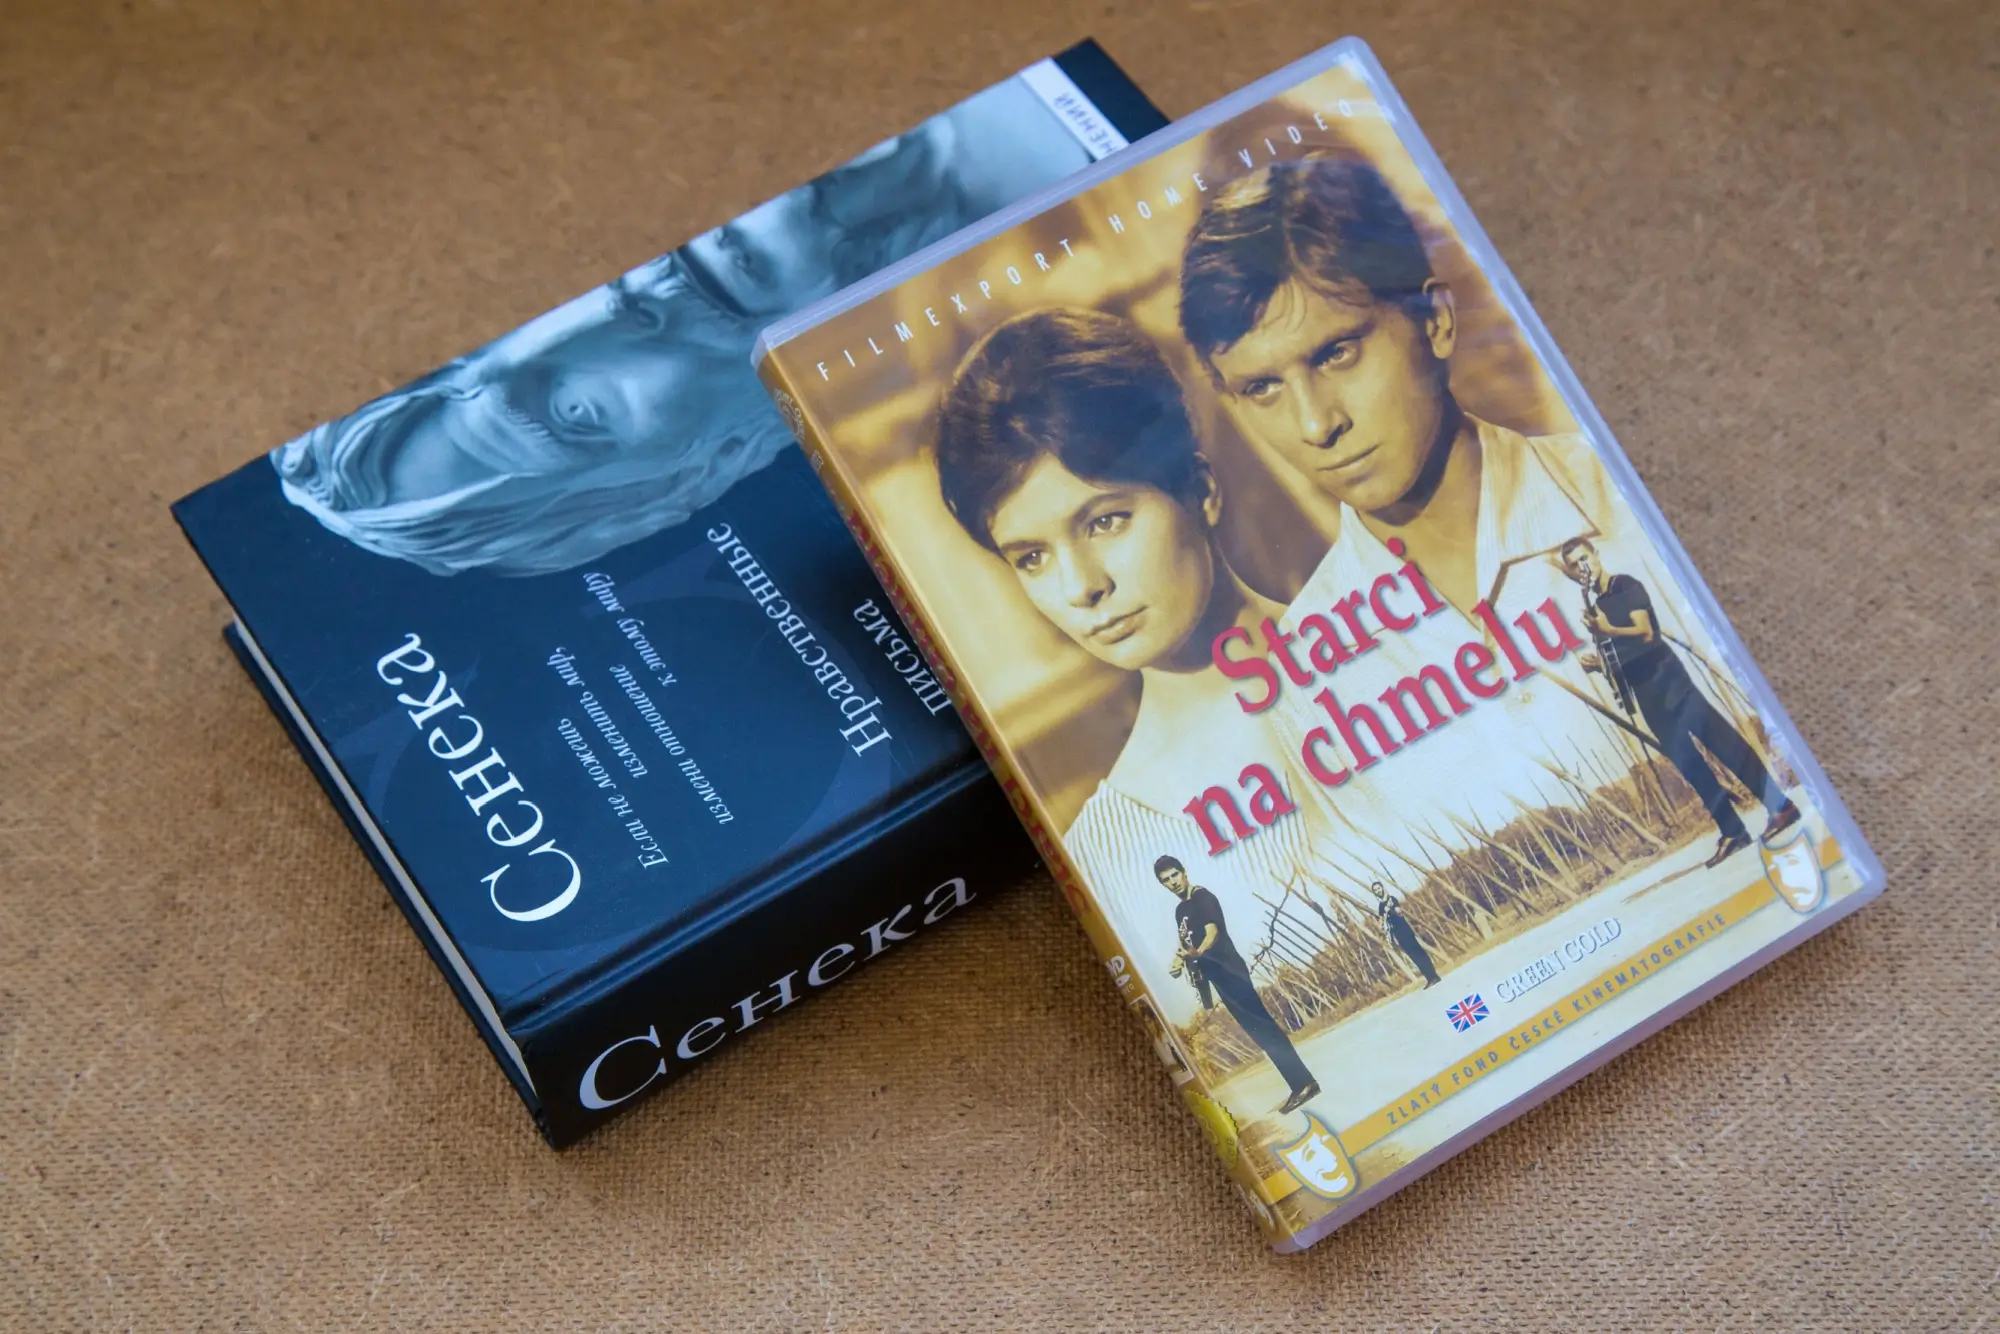 Сенека
Если не можешь
изменить мир,
измени отношение
к этому миру
Нравственные
письма
Сенека
FILMEXPORT HOME VIDEO
Starci
na chmelu
GREEN GOLD
ZLATÝ FOND ČESKÉ KINEMATOGRAFIE